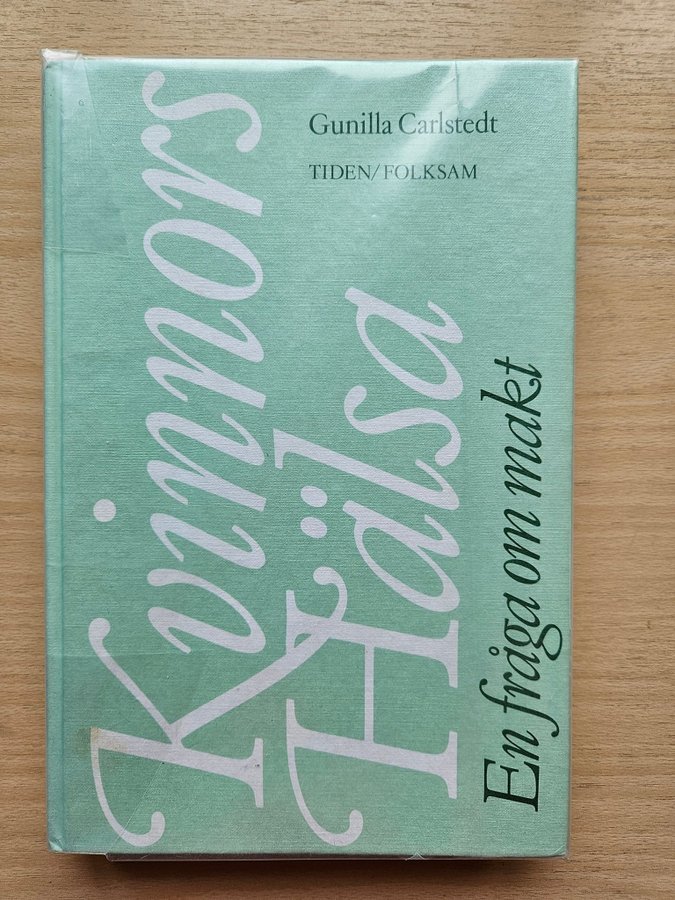 Gunilla Carlstedt
TIDEN/FOLKSAM
Kvinnors
Hälsa
En fråga om makt